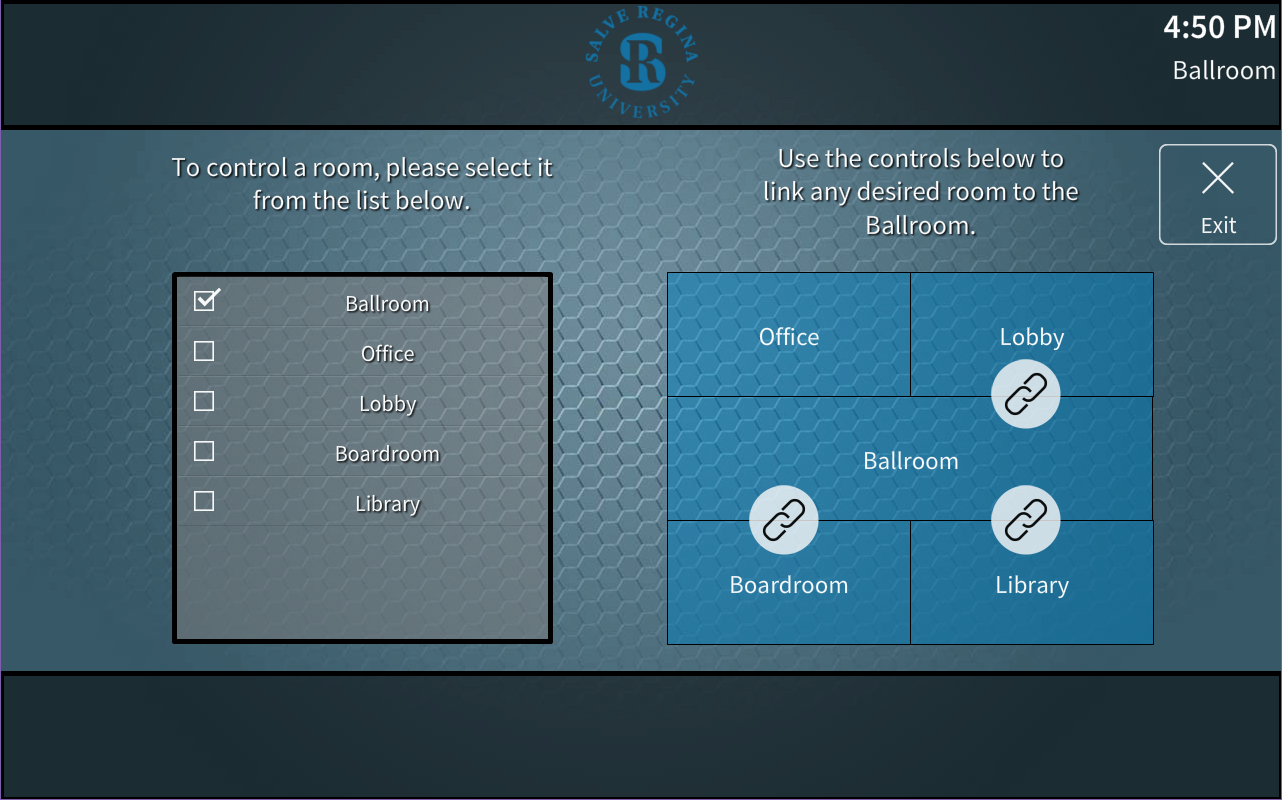 SALVE REGINA
UNIVERSITY
SR
4:50 PM
Ballroom
To control a room, please select it
from the list below.
Use the controls below to
link any desired room to the
Ballroom.
Exit
Ballroom
Office
Lobby
Boardroom
Library
Office
Lobby
Ballroom
Boardroom
Library